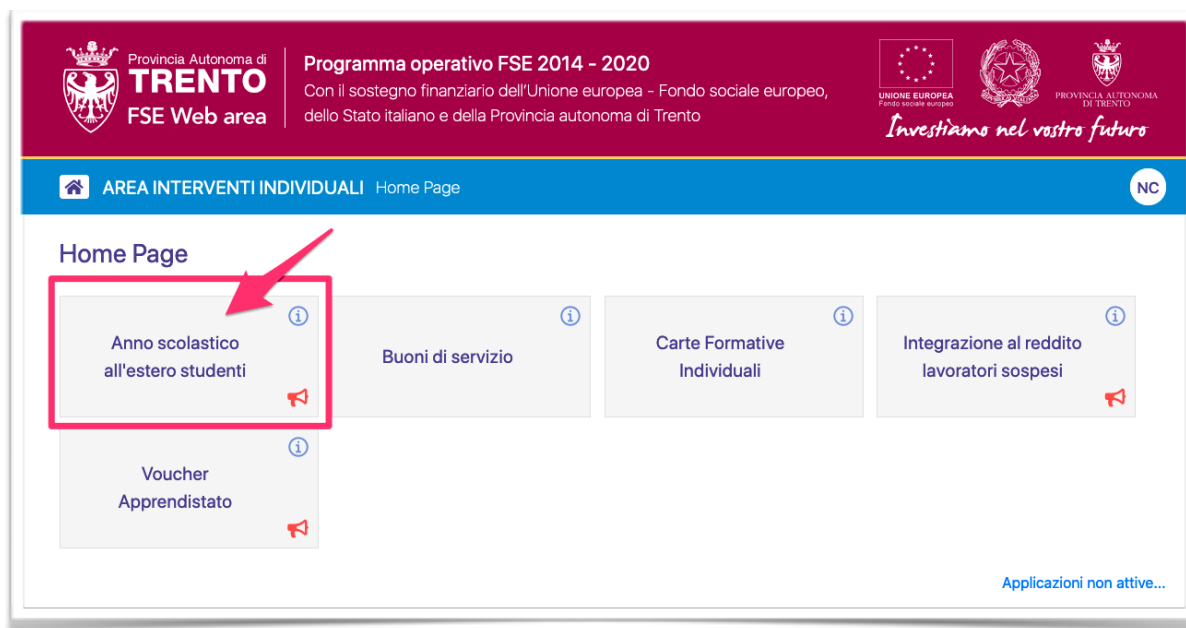 Provincia Autonoma di
TRENTO
FSE Web area
Programma operativo FSE 2014 - 2020
Con il sostegno finanziario dell'Unione europea - Fondo sociale europeo,
dello Stato italiano e della Provincia autonoma di Trento
UNIONE EUROPEA
Fondo sociale europeo
PROVINCIA AUTONOMA
DI TRENTO
Investiamo nel vostro futuro
AREA INTERVENTI INDIVIDUALI Home Page
NC
Home Page
Anno scolastico
all'estero studenti
Buoni di servizio
Carte Formative
Individuali
Integrazione al reddito
lavoratori sospesi
Voucher
Apprendistato
Applicazioni non attive...